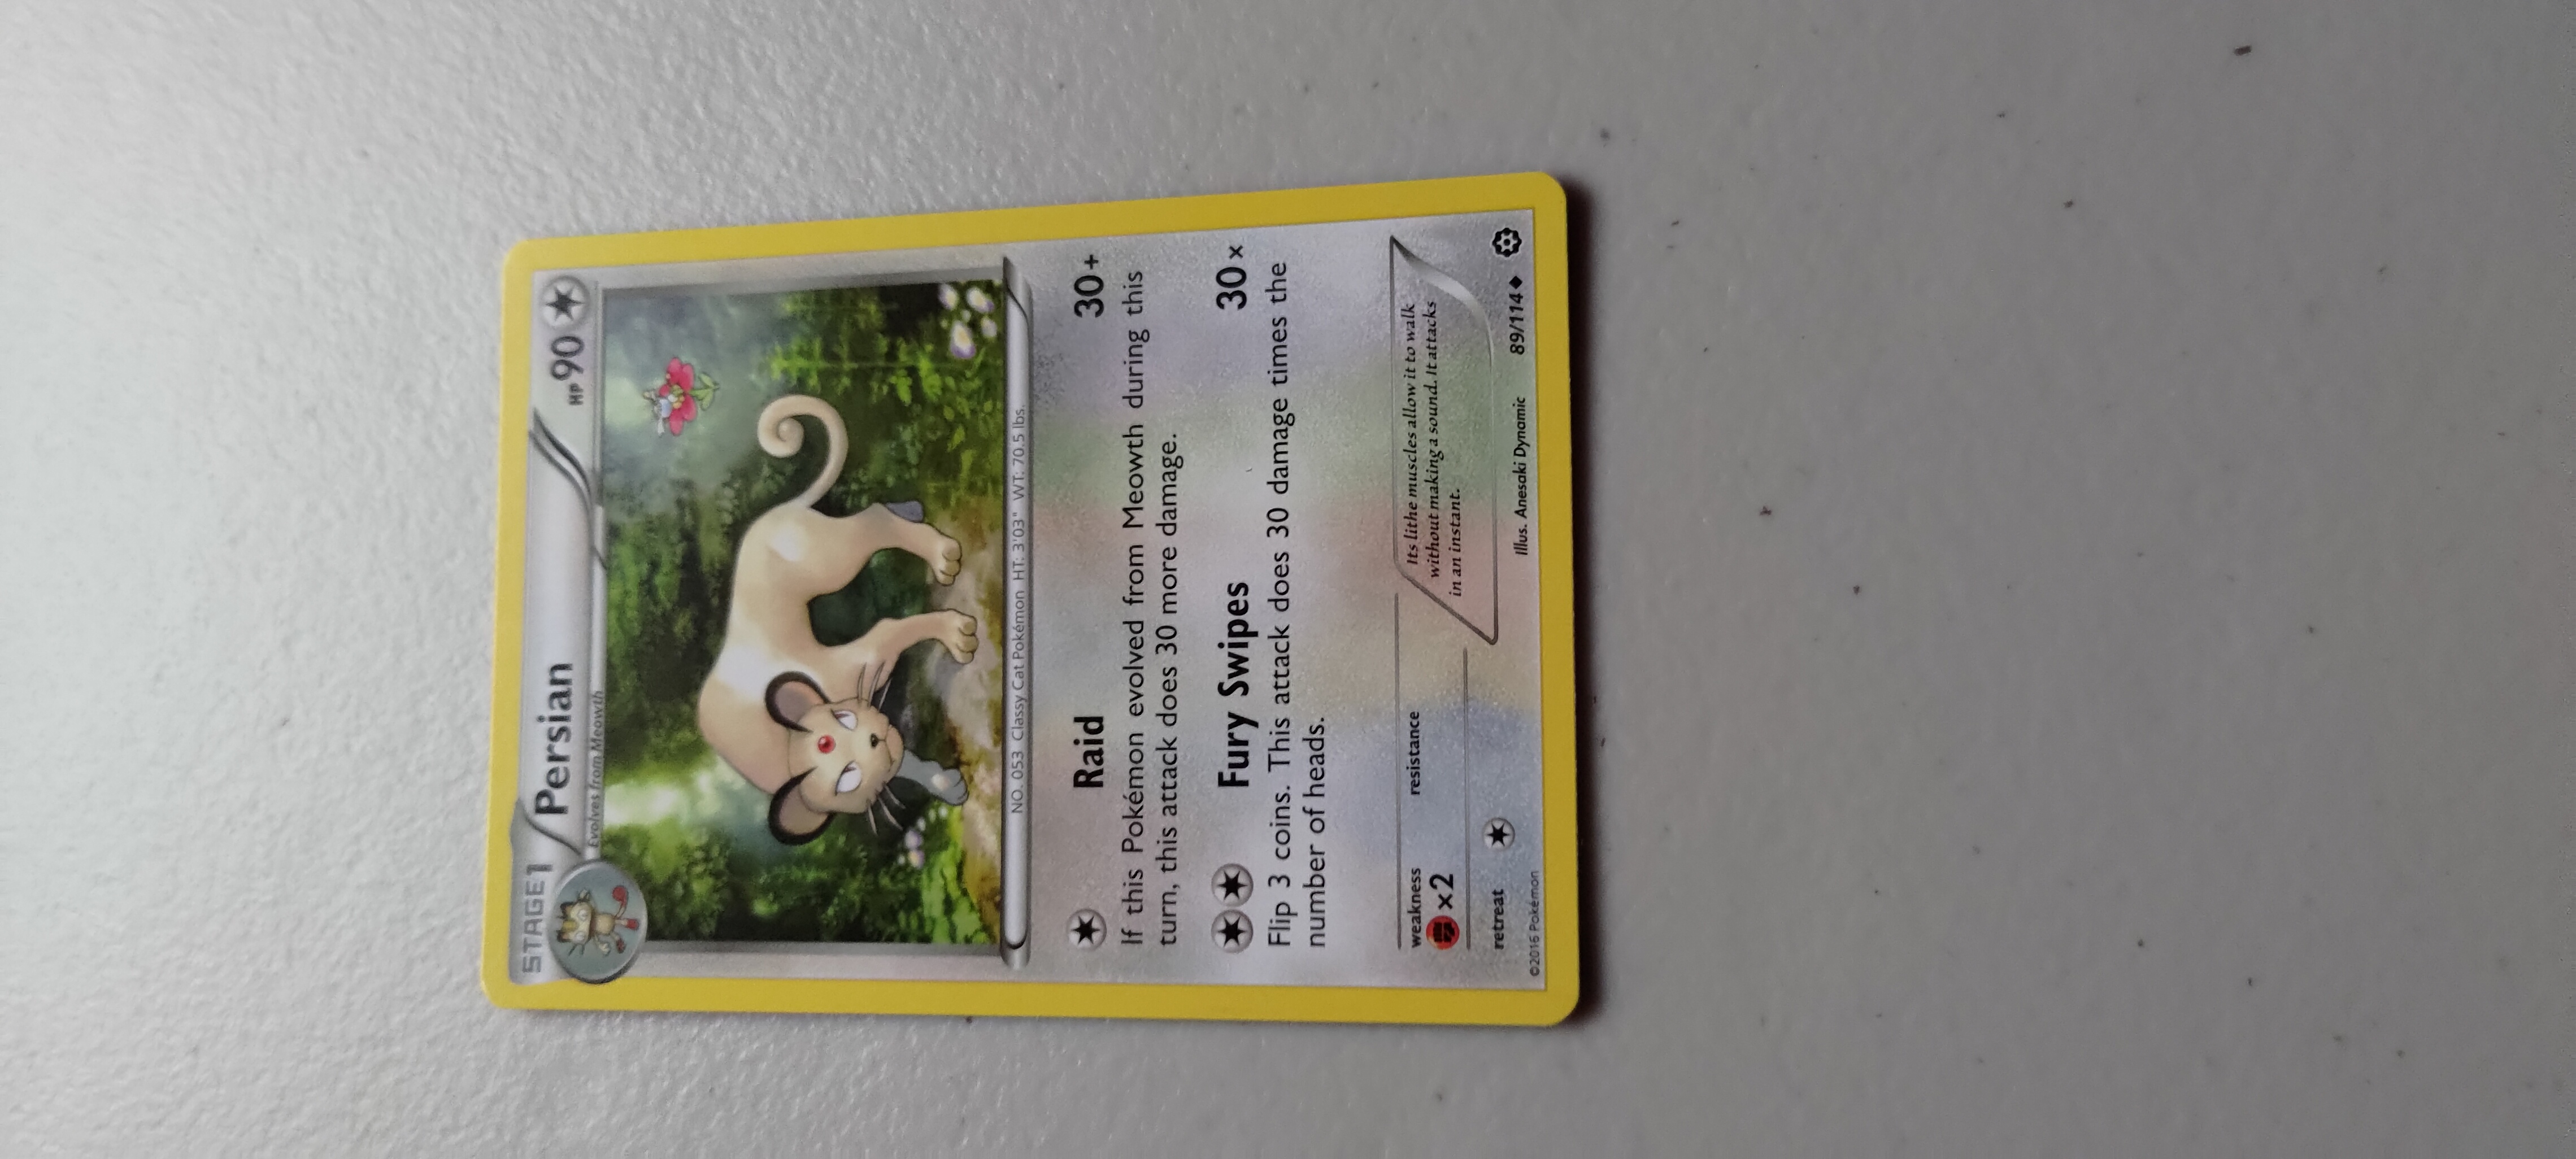 STAGE1
Persian
HP90
Evolves from Meowth
NO. 053 Classy Cat Pokémon HT: 3'03" WT: 70.5 lbs.
Raid 30+
If this Pokémon evolved from Meowth during this
turn, this attack does 30 more damage.
Fury Swipes 30×
Flip 3 coins. This attack does 30 damage times the
number of heads.
weakness resistance
×2
retreat
Its lithe muscles allow it to walk
without making a sound. It attacks
in an instant.
Illus. Anesaki Dynamic 89/114
©2016 Pokémon